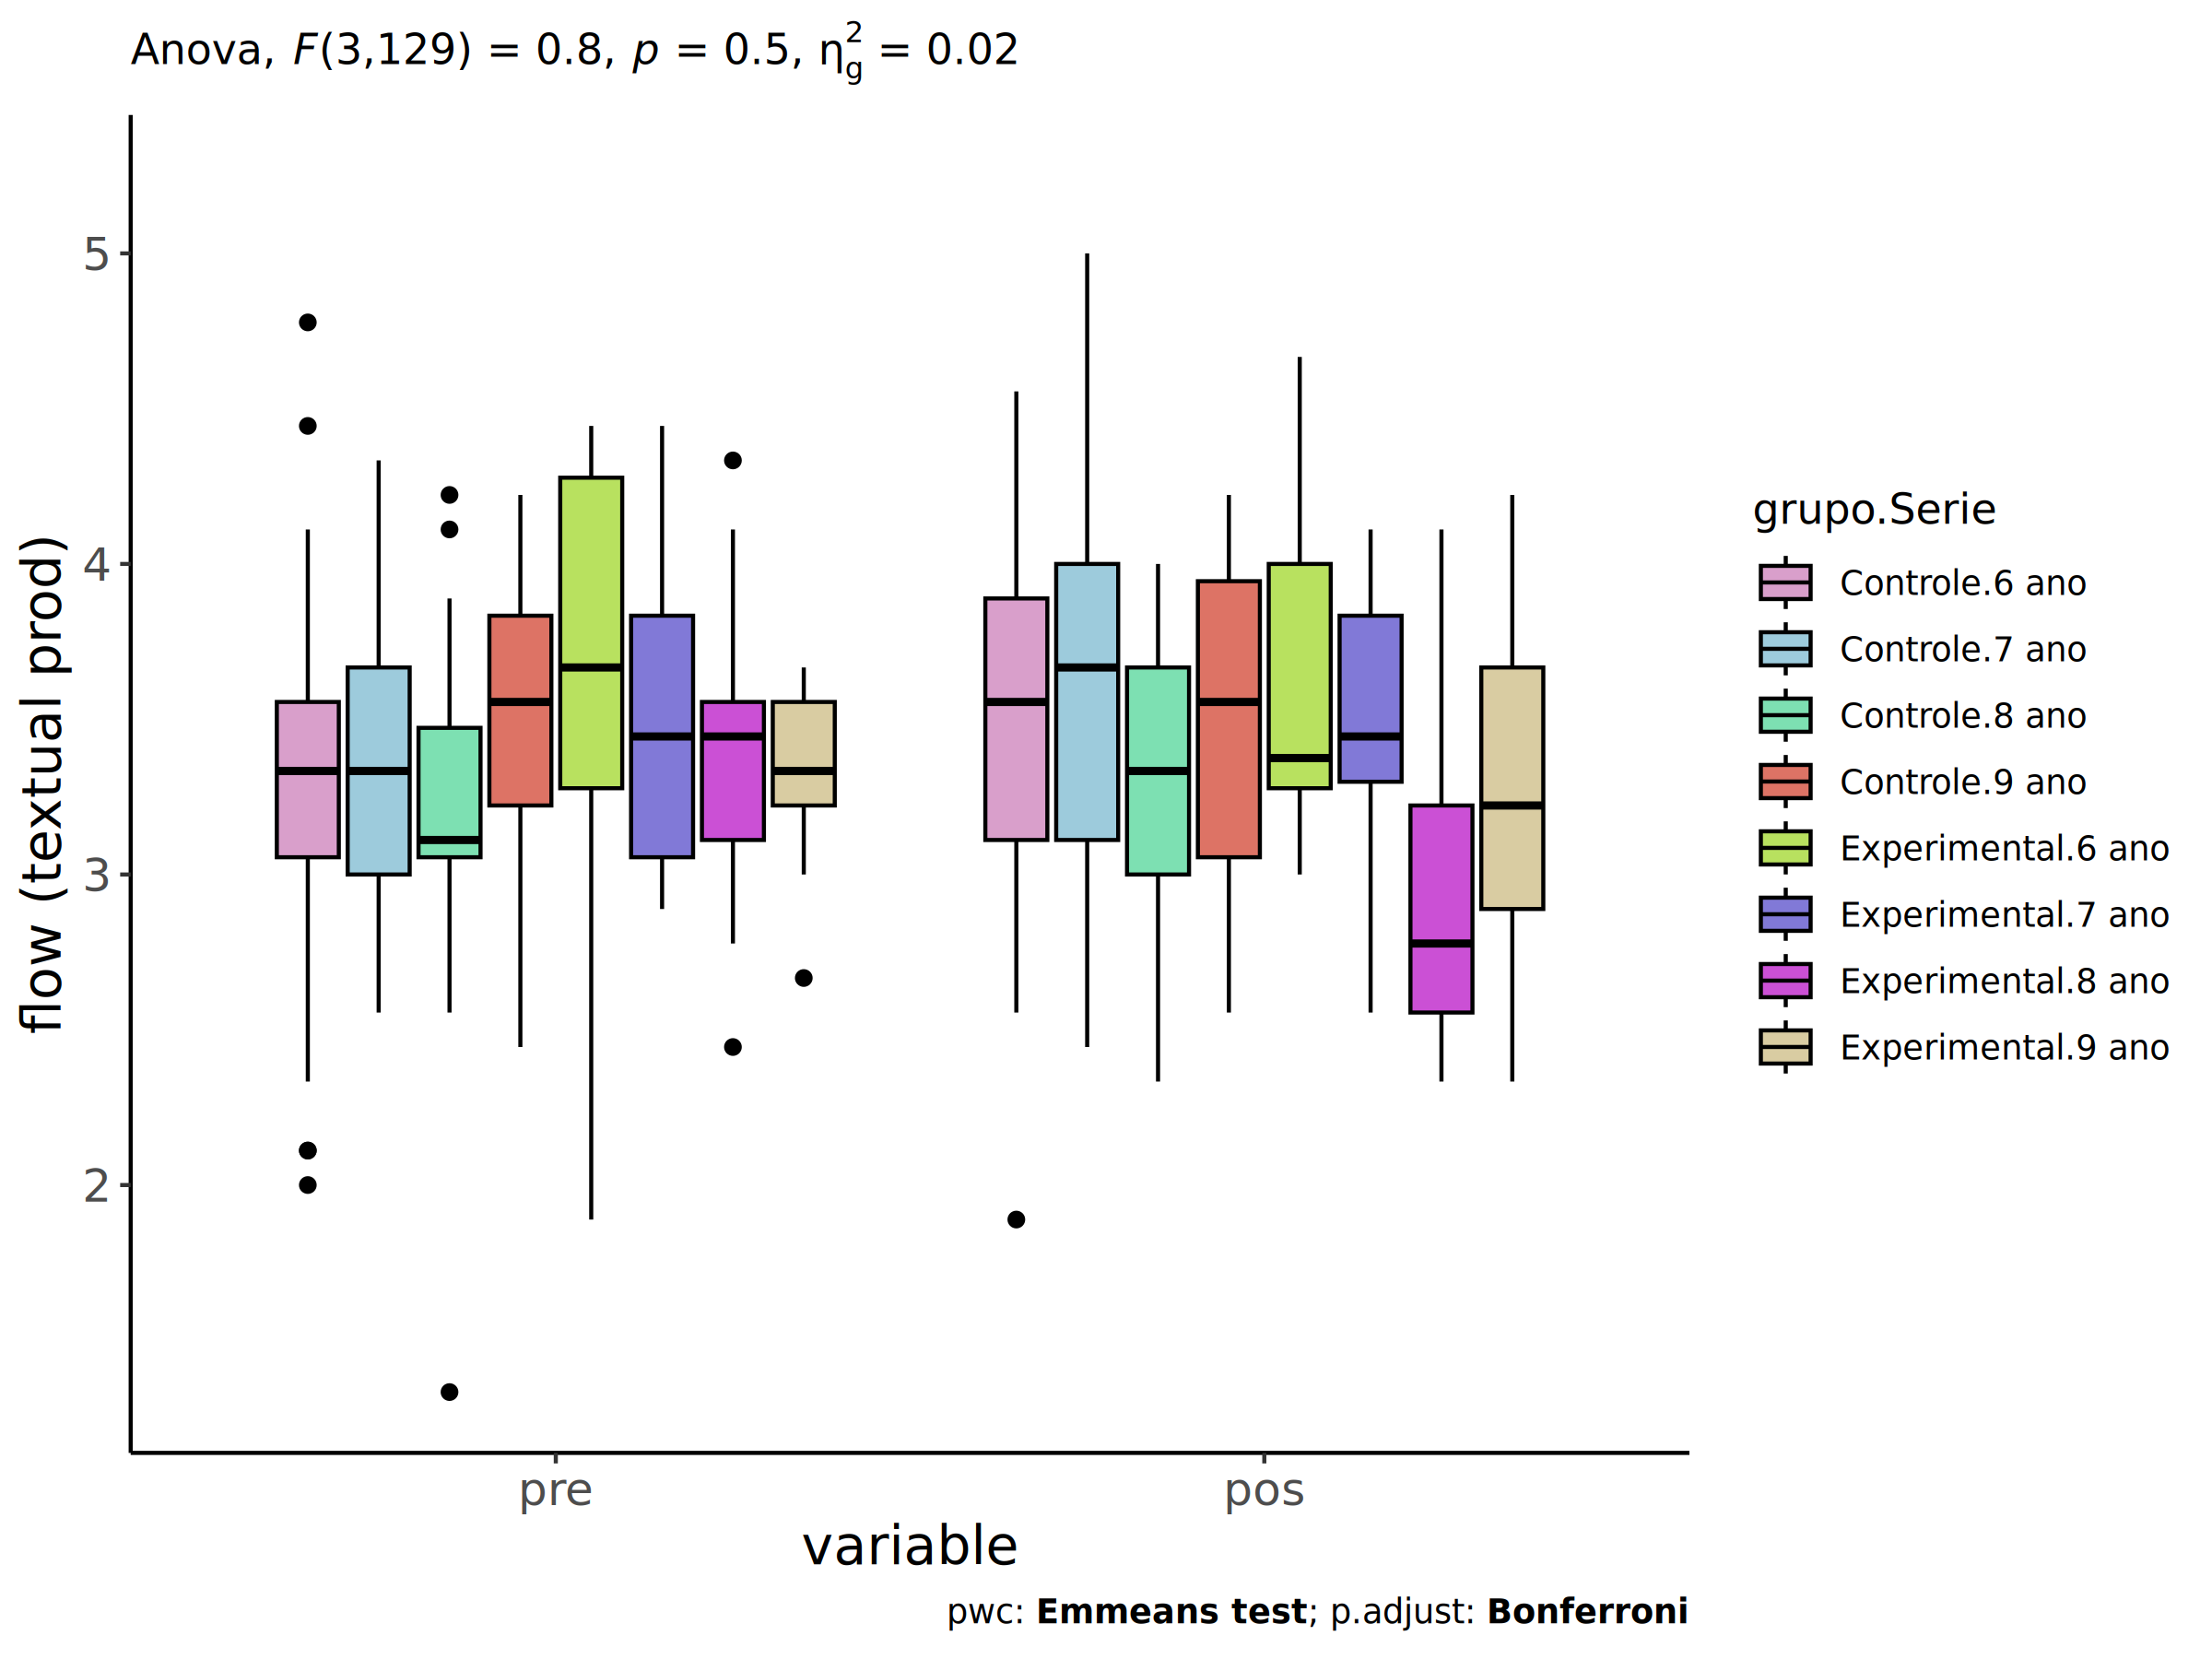 Anova, F(3,129) = 0.8, p = 0.5, η²g = 0.02
flow (textual prod)
5
4
3
2
pre
pos
variable
grupo.Serie
Controle.6 ano
Controle.7 ano
Controle.8 ano
Controle.9 ano
Experimental.6 ano
Experimental.7 ano
Experimental.8 ano
Experimental.9 ano
pwc: Emmeans test; p.adjust: Bonferroni